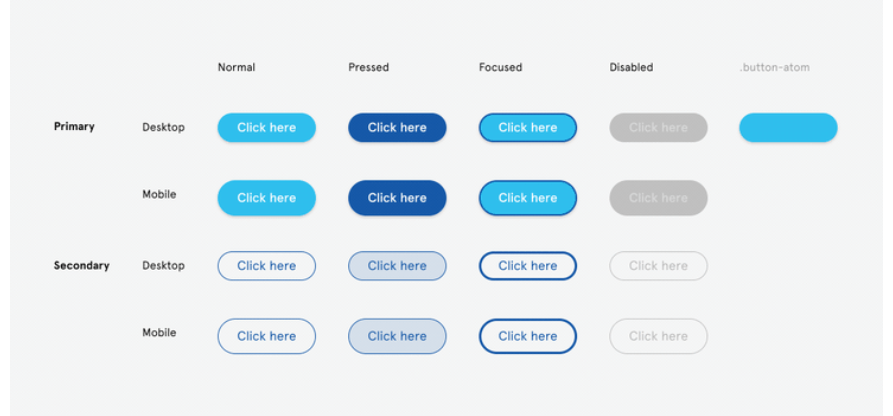 Normal Pressed Focused Disabled .button-atom
Primary Desktop Click here Click here Click here Click here
Mobile Click here Click here Click here Click here
Secondary Desktop Click here Click here Click here Click here
Mobile Click here Click here Click here Click here